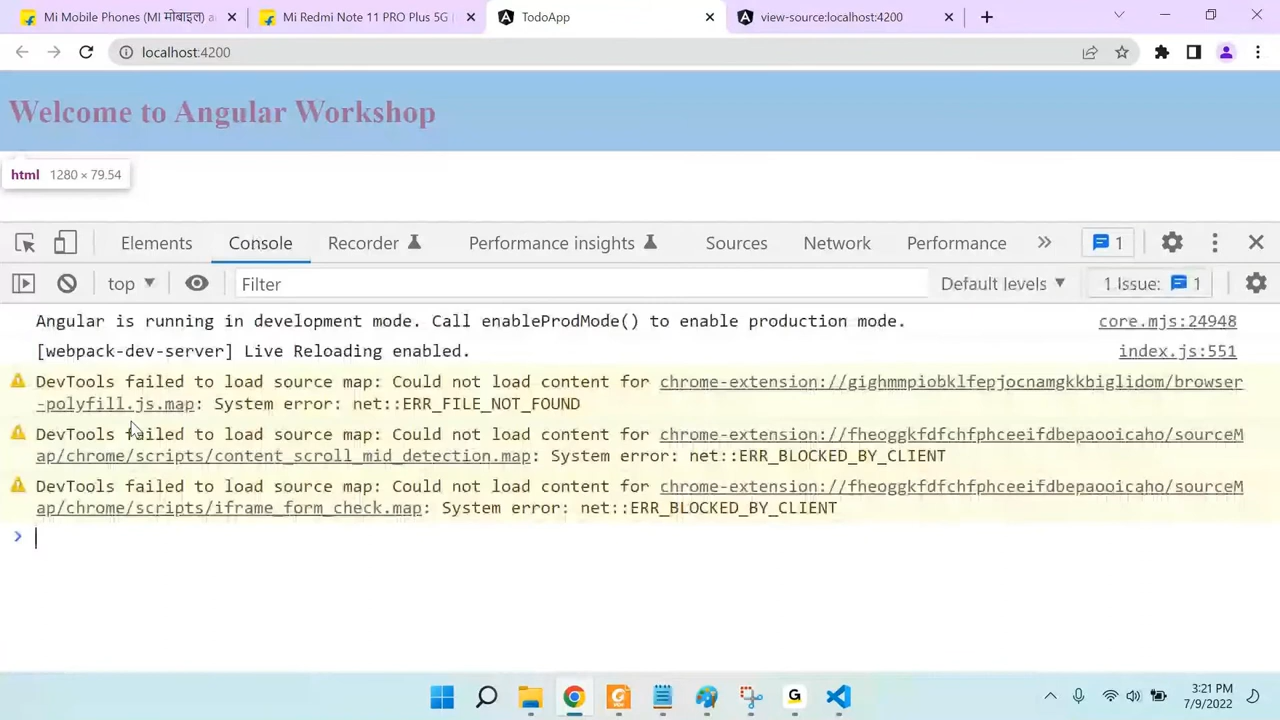 Mi Mobile Phones (MI मोबाइल) a
Mi Redmi Note 11 PRO Plus 5G
TodoApp
view-source:localhost:4200
localhost:4200
Welcome to Angular Workshop
html 1280 × 79.54
Elements Console Recorder Performance insights Sources Network Performance 1
top Filter Default levels 1 Issue: 1
Angular is running in development mode. Call enableProdMode() to enable production mode. core.mjs:24948
[webpack-dev-server] Live Reloading enabled. index.js:551
DevTools failed to load source map: Could not load content for chrome-extension://gighmmpiobklfepjocnamgkkbiglidom/browser
-polyfill.js.map: System error: net::ERR_FILE_NOT_FOUND
DevTools failed to load source map: Could not load content for chrome-extension://fheoggkfdfchfphceeifdbepaooicaho/sourceM
ap/chrome/scripts/content_scroll_mid_detection.map: System error: net::ERR_BLOCKED_BY_CLIENT
DevTools failed to load source map: Could not load content for chrome-extension://fheoggkfdfchfphceeifdbepaooicaho/sourceM
ap/chrome/scripts/iframe_form_check.map: System error: net::ERR_BLOCKED_BY_CLIENT
3:21 PM
7/9/2022